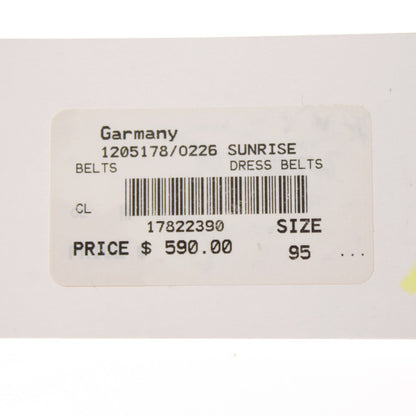 Garmany
1205178/0226 SUNRISE
BELTS DRESS BELTS
CL
17822390 SIZE
PRICE $ 590.00 95 ...